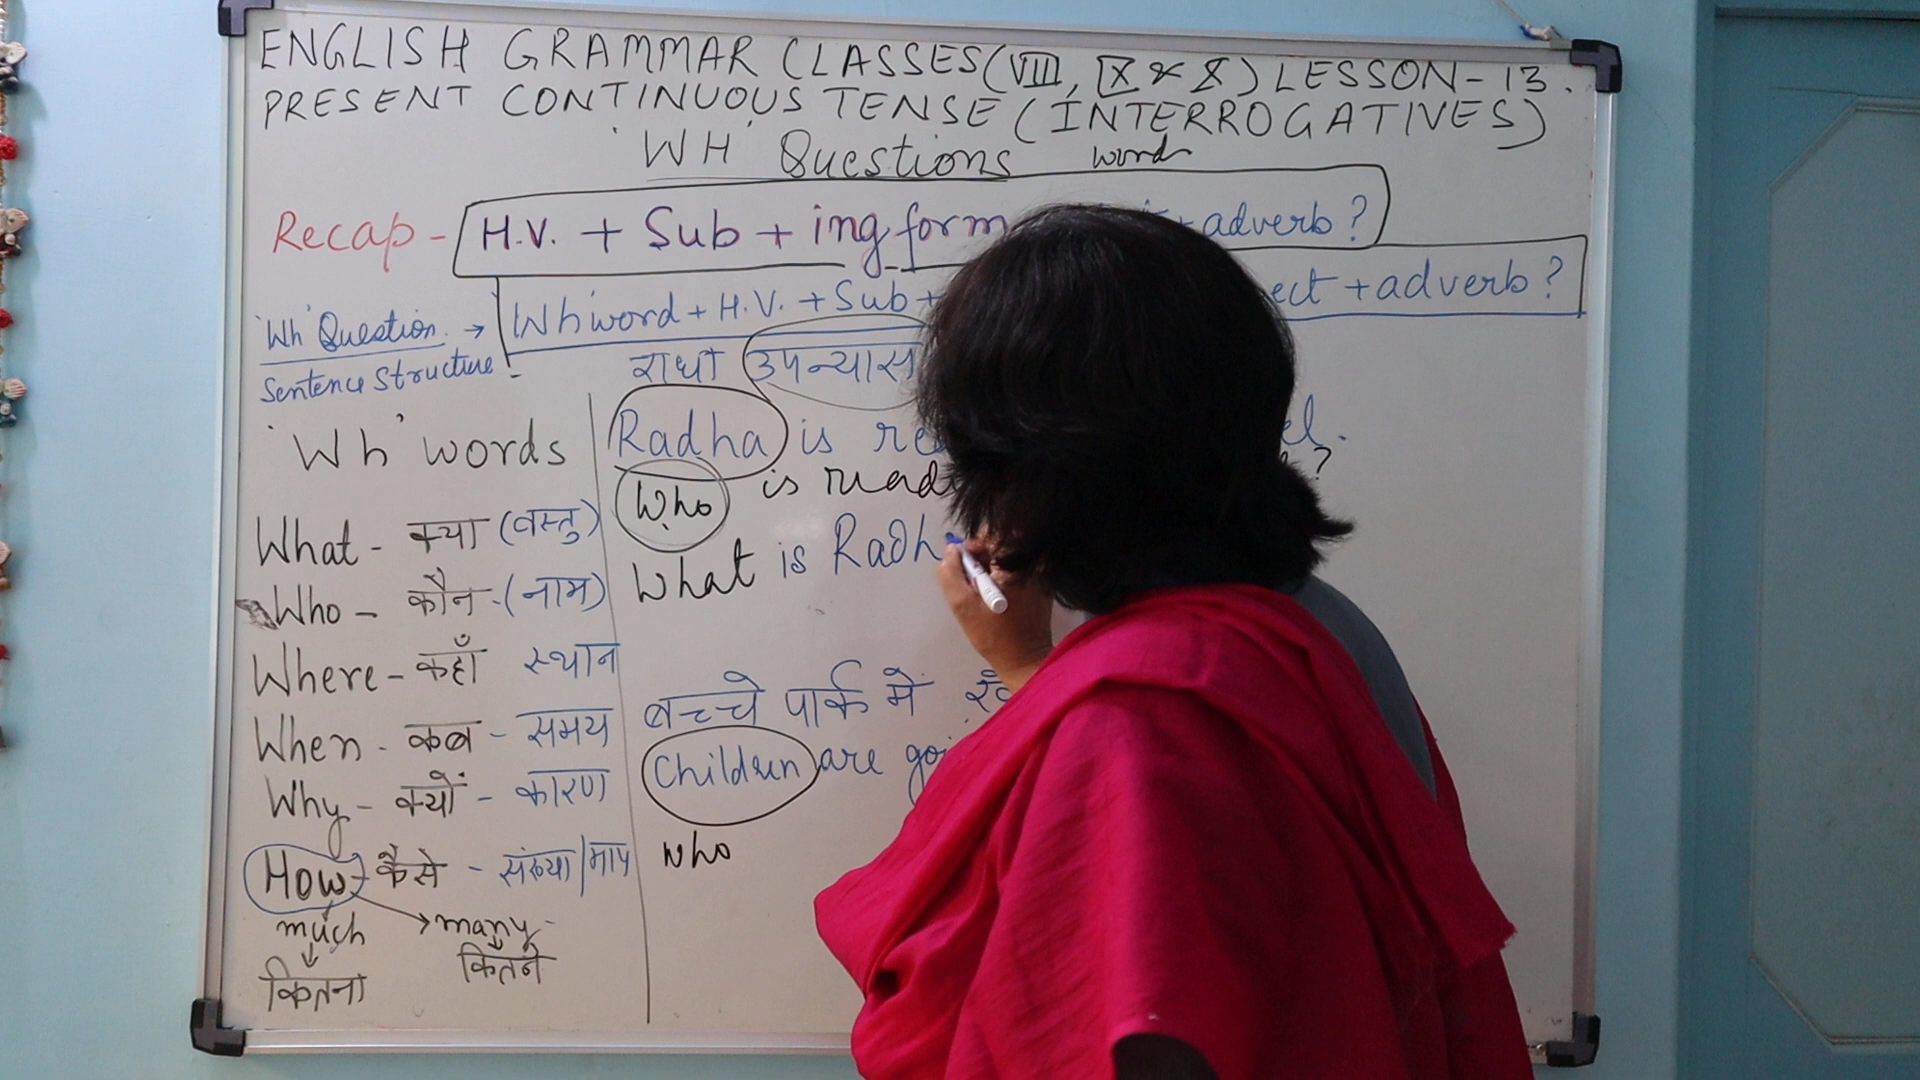 ENGLISH GRAMMAR CLASSES (VIII, IX & X) LESSON-13.
PRESENT CONTINUOUS TENSE (INTERROGATIVES)
'WH' Questions word
Recap - H.V. + Sub + ing form + adverb?
'Wh' Question → Wh'word + H.V. + Sub + ect + adverb?
Sentence Structure -
राधा उपन्यास
'Wh' words
Radha is re el.
Who is read ?
What - क्या (वस्तु)
What is Radh
Who - कौन - (नाम)
Where - कहाँ स्थान
बच्चे पार्क में
When - कब - समय
Children are goi
Why - क्यों - कारण
How - कैसे - संख्या/माप
who
much → many -
कितना कितने